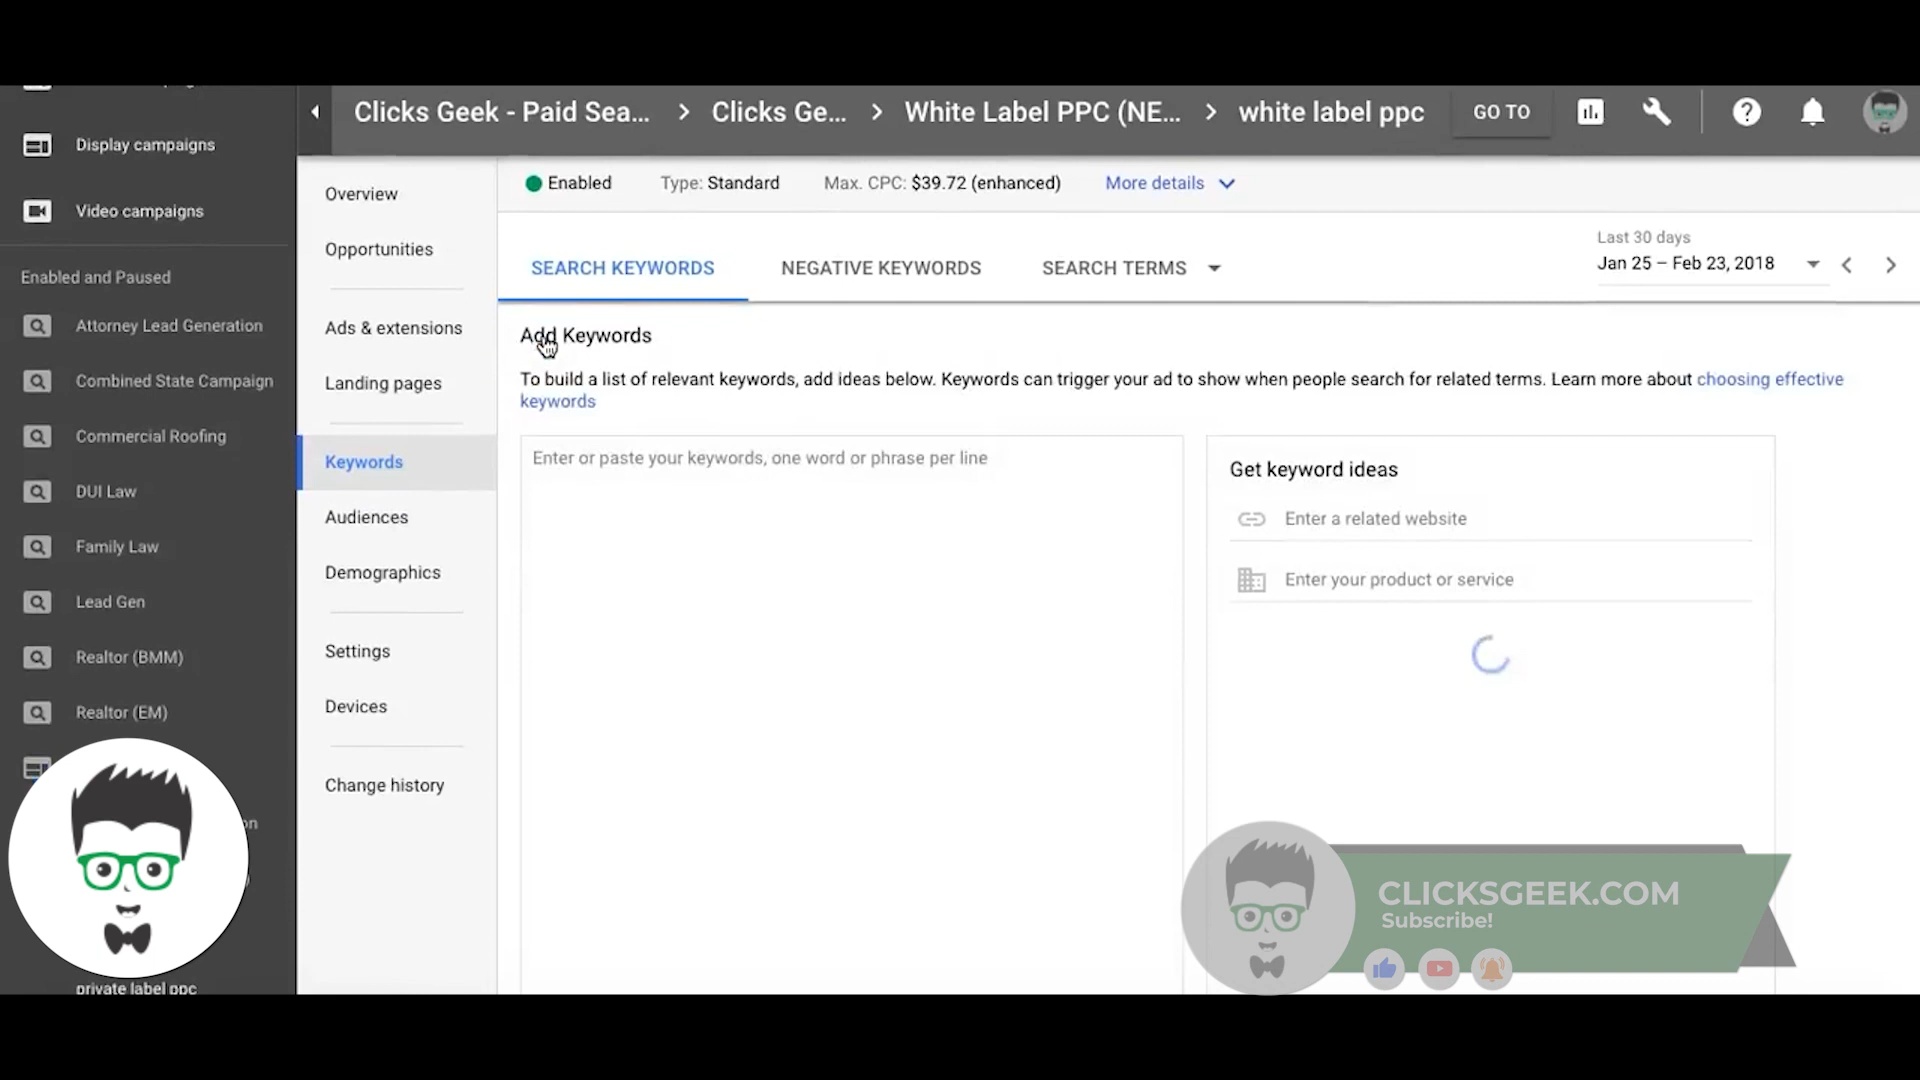 Clicks Geek - Paid Sea... > Clicks Ge... > White Label PPC (NE... > white label ppc GO TO
Display campaigns
Video campaigns
Enabled and Paused
Attorney Lead Generation
Combined State Campaign
Commercial Roofing
DUI Law
Family Law
Lead Gen
Realtor (BMM)
Realtor (EM)
on
private label ppc
Overview
Opportunities
Ads & extensions
Landing pages
Keywords
Audiences
Demographics
Settings
Devices
Change history
Enabled Type: Standard Max. CPC: $39.72 (enhanced) More details
SEARCH KEYWORDS NEGATIVE KEYWORDS SEARCH TERMS
Last 30 days
Jan 25 – Feb 23, 2018
Add Keywords
To build a list of relevant keywords, add ideas below. Keywords can trigger your ad to show when people search for related terms. Learn more about choosing effective
keywords
Enter or paste your keywords, one word or phrase per line
Get keyword ideas
Enter a related website
Enter your product or service
CLICKSGEEK.COM
Subscribe!